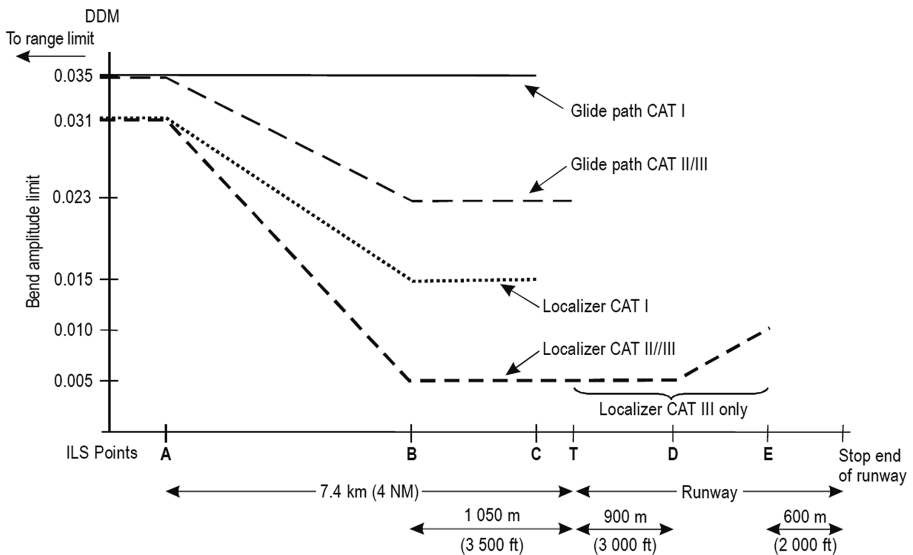 DDM
To range limit
0.035
Glide path CAT I
0.031
Glide path CAT II/III
0.023
Bend amplitude limit
0.015
Localizer CAT I
0.010
Localizer CAT II//III
0.005
Localizer CAT III only
ILS Points A B C T D E Stop end
of runway
7.4 km (4 NM) Runway
1 050 m 900 m 600 m
(3 500 ft) (3 000 ft) (2 000 ft)